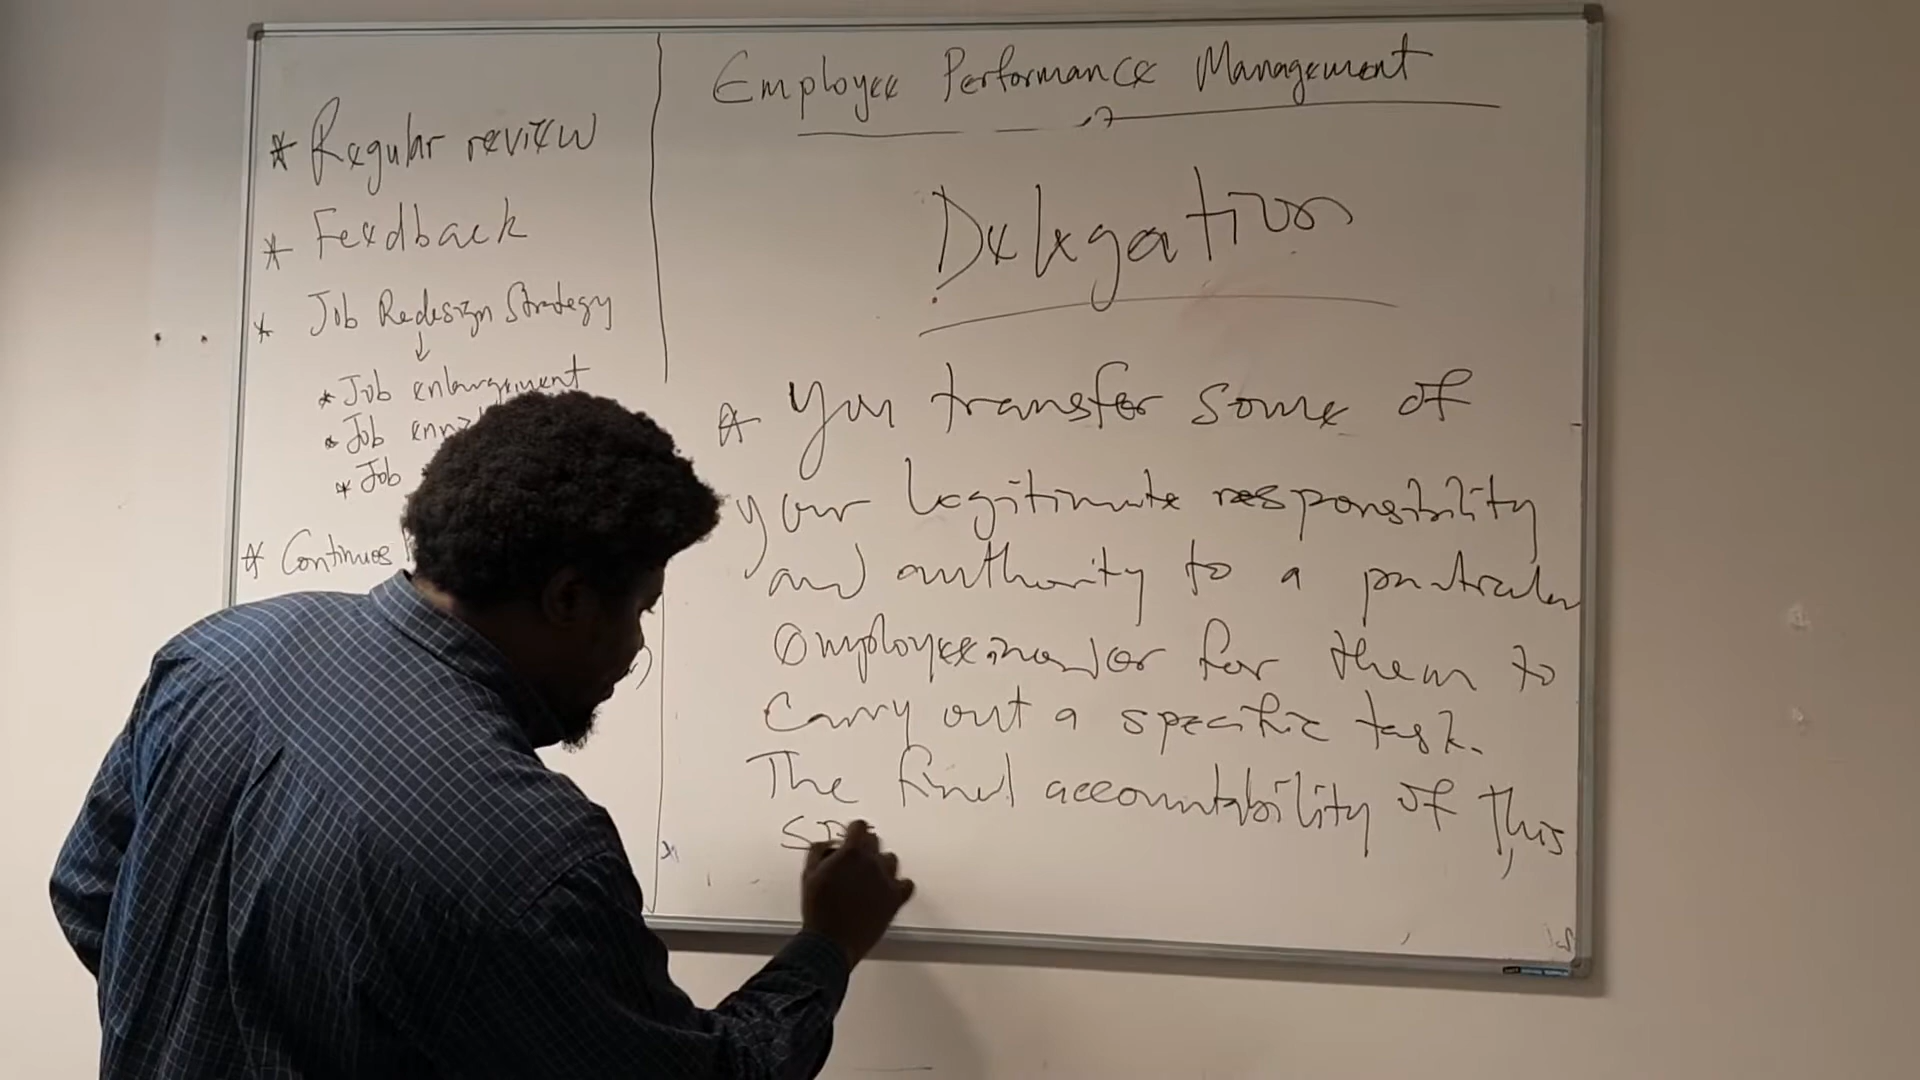 * Regular review
* Feedback
* Job Redesign Strategy
* Job enlargement
* Job
* Job
* Continues
Employee Performance Management
Delegation
* You transfer some of
your legitimate responsibility
and authority to a particular
employee for them to
carry out a specific task.
The final accountability of this